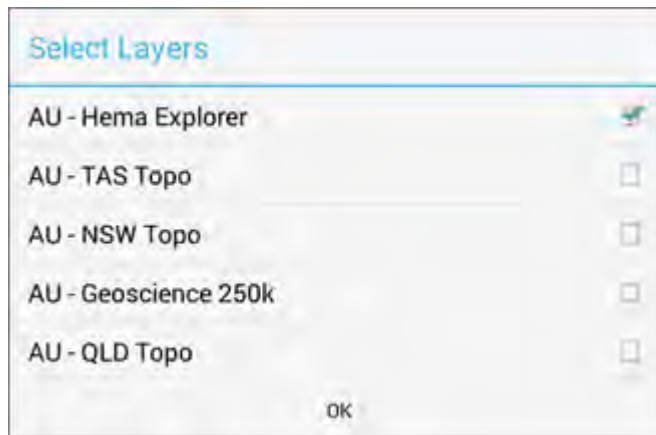 Select Layers
AU - Hema Explorer
AU - TAS Topo
AU - NSW Topo
AU - Geoscience 250k
AU - QLD Topo
OK